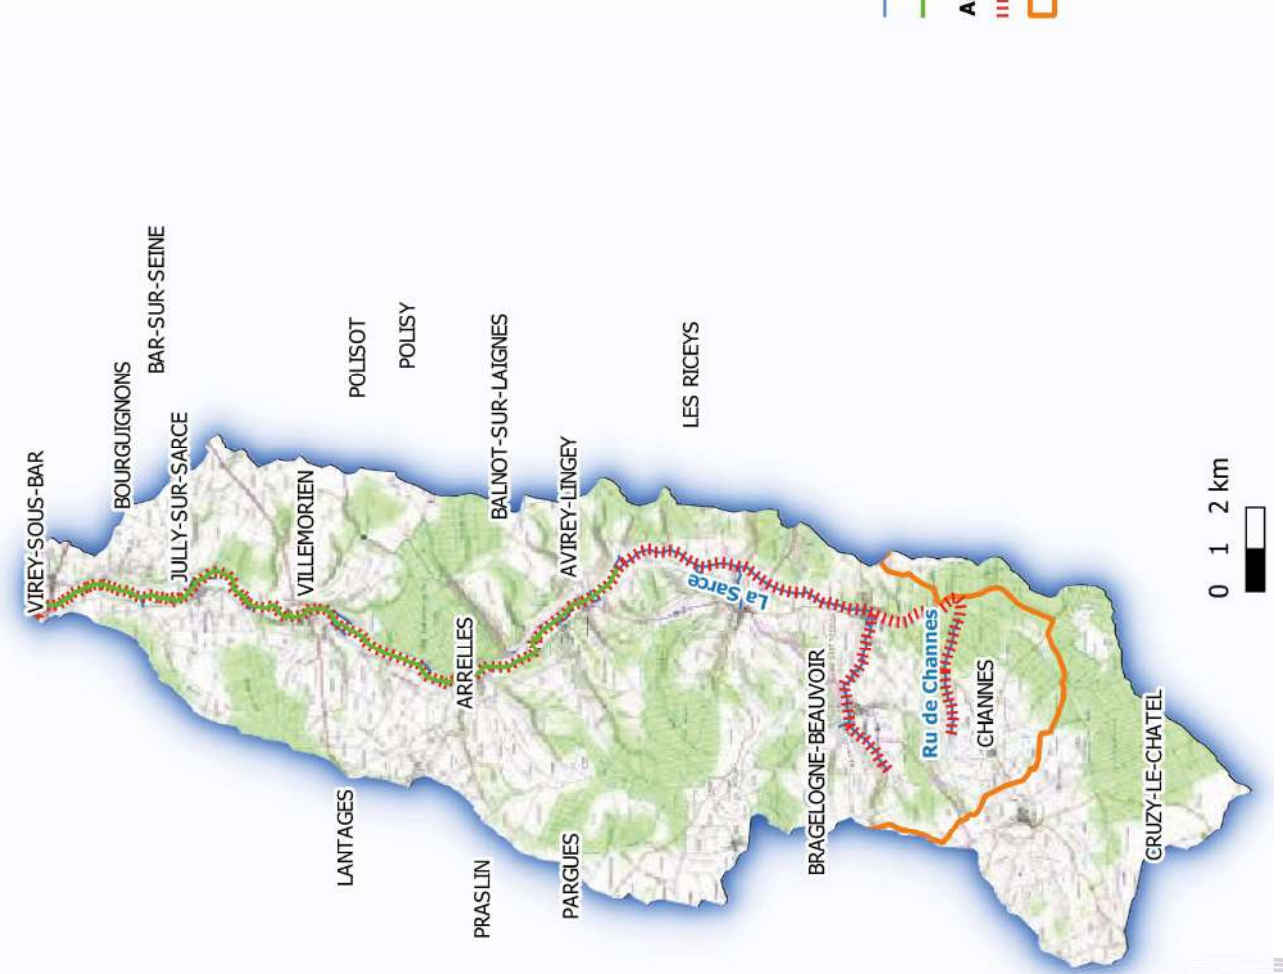 VIREY-SOUS-BAR
BOURGUIGNONS
BAR-SUR-SEINE
JULLY-SUR-SARCE
VILLEMORIEN
POLISOT
POLISY
LANTAGES
ARRELLES
PRASLIN
BALNOT-SUR-LAIGNES
AVIREY-LINGEY
PARGUES
LES RICEYS
La Sarce
BRAGELOGNE-BEAUVOIR
Ru de Channes
CHANNES
CRUZY-LE-CHATEL
0 1 2 km
A